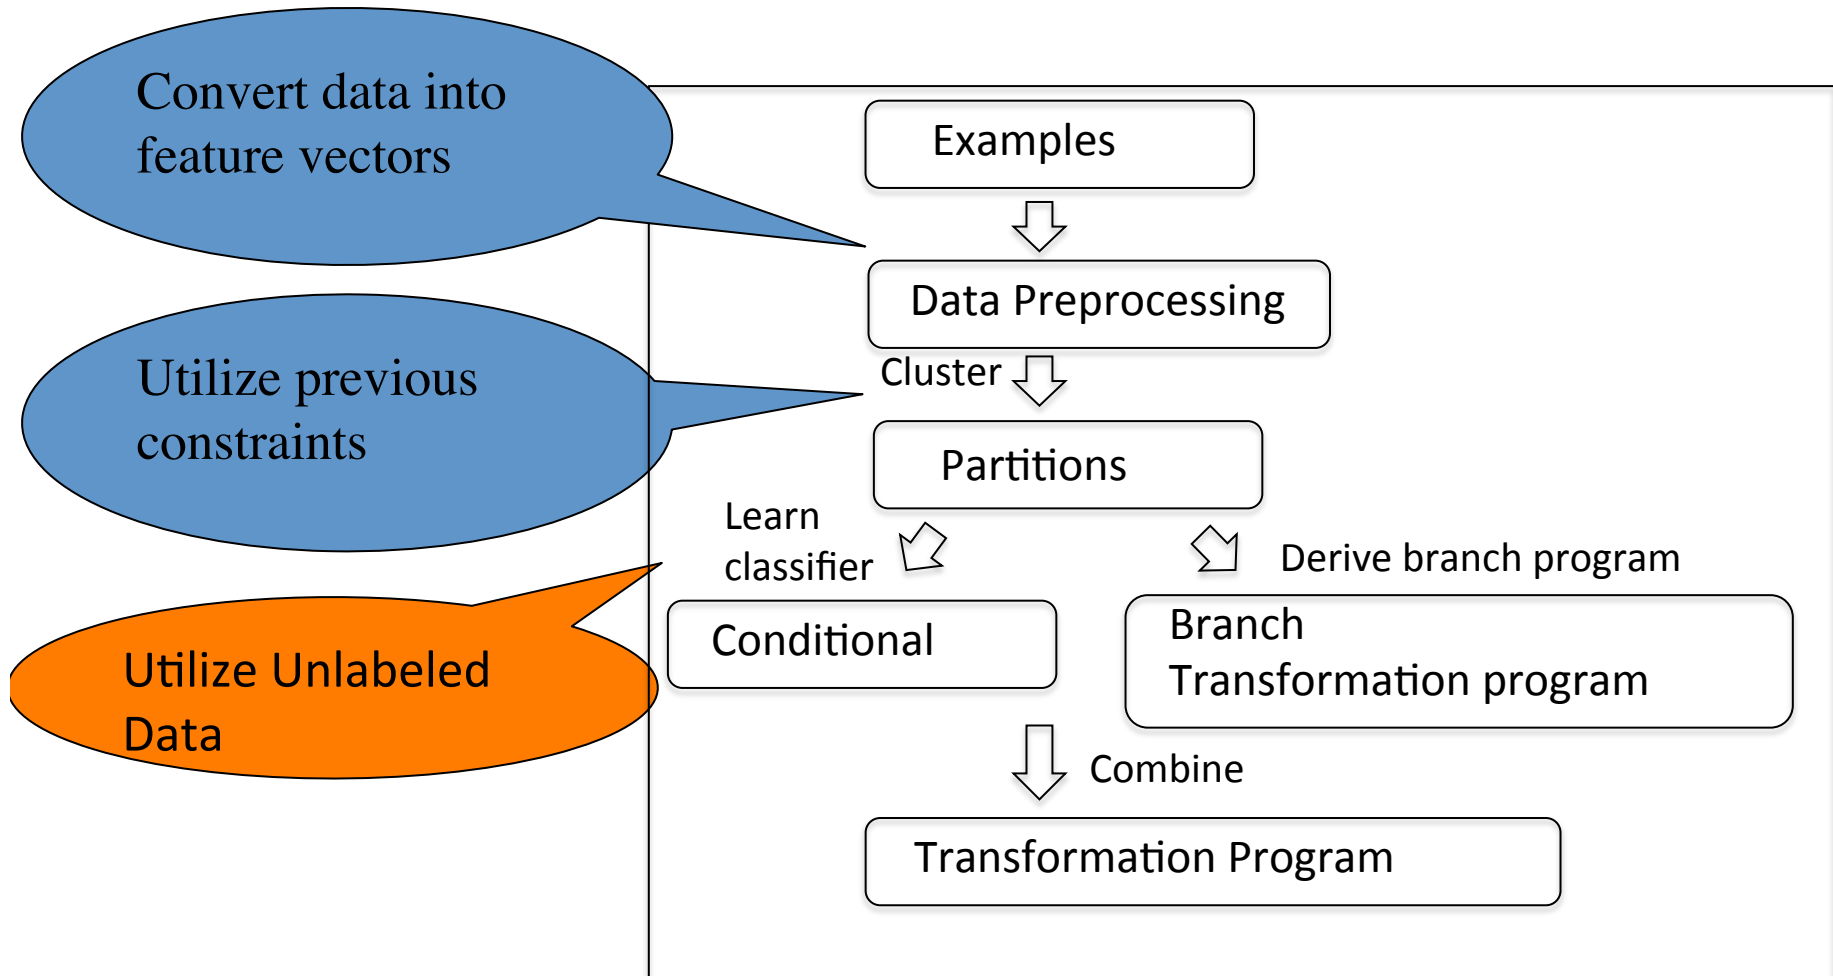 Convert data into
feature vectors
Examples
Data Preprocessing
Utilize previous
constraints
Cluster
Partitions
Learn
classifier
Derive branch program
Utilize Unlabeled
Data
Conditional
Branch
Transformation program
Combine
Transformation Program